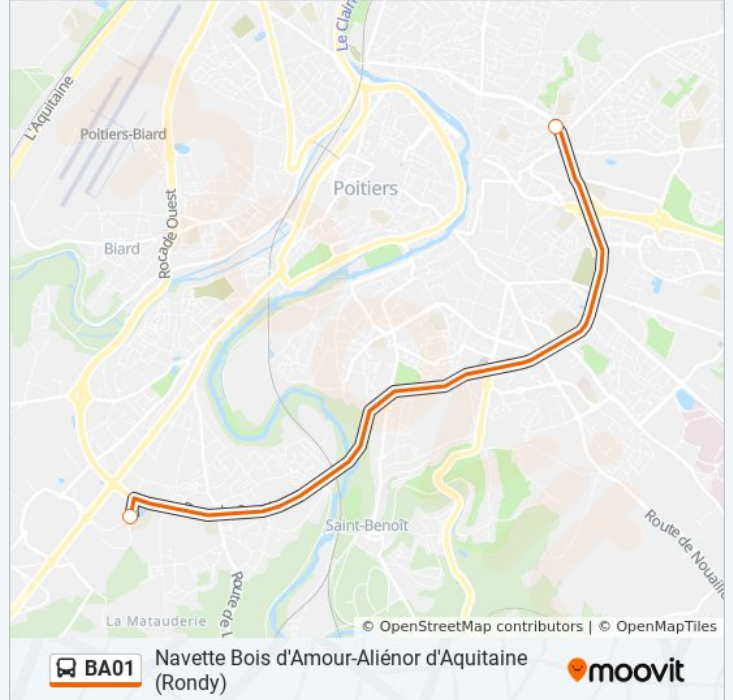 Le Clain
L'Aquitaine
Poitiers-Biard
Poitiers
Rocade Ouest
Biard
Saint-Benoît
Route de Nouaille
Route de L
La Matauderie
© OpenStreetMap contributors | © OpenMapTiles
BA01
Navette Bois d'Amour-Aliénor d'Aquitaine
(Rondy)
moovit